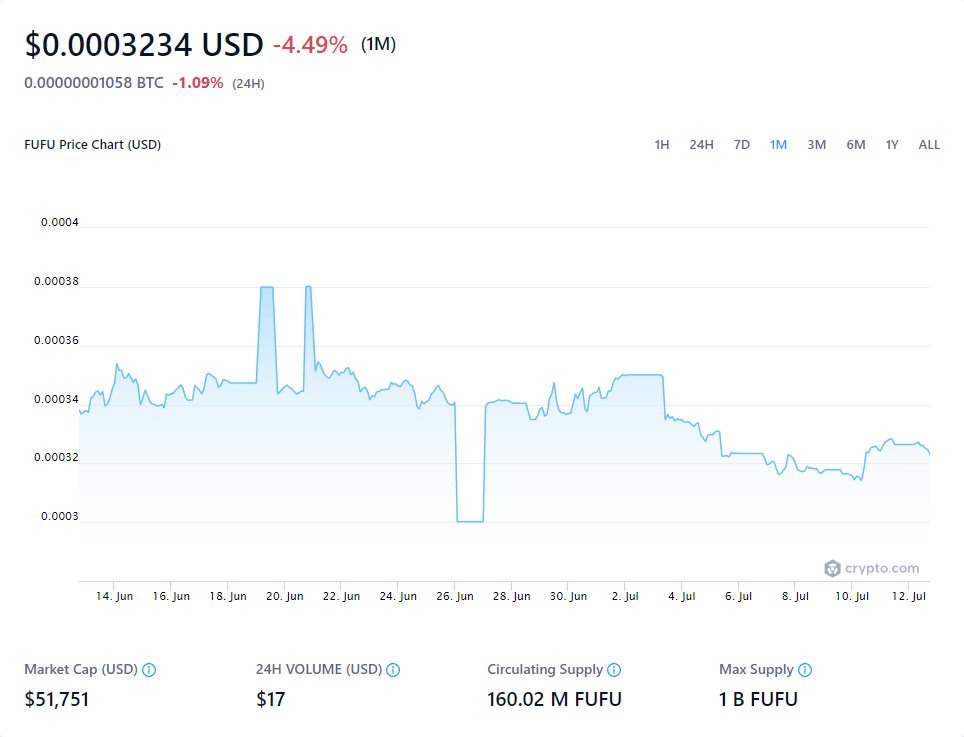 $0.0003234 USD -4.49% (1M)
0.00000001058 BTC -1.09% (24H)
FUFU Price Chart (USD) 1H 24H 7D 1M 3M 6M 1Y ALL
0.0004
0.00038
0.00036
0.00034
0.00032
0.0003
crypto.com
14. Jun 16. Jun 18. Jun 20. Jun 22. Jun 24. Jun 26. Jun 28. Jun 30. Jun 2. Jul 4. Jul 6. Jul 8. Jul 10. Jul 12. Jul
Market Cap (USD) 24H VOLUME (USD) Circulating Supply Max Supply
$51,751 $17 160.02 M FUFU 1 B FUFU